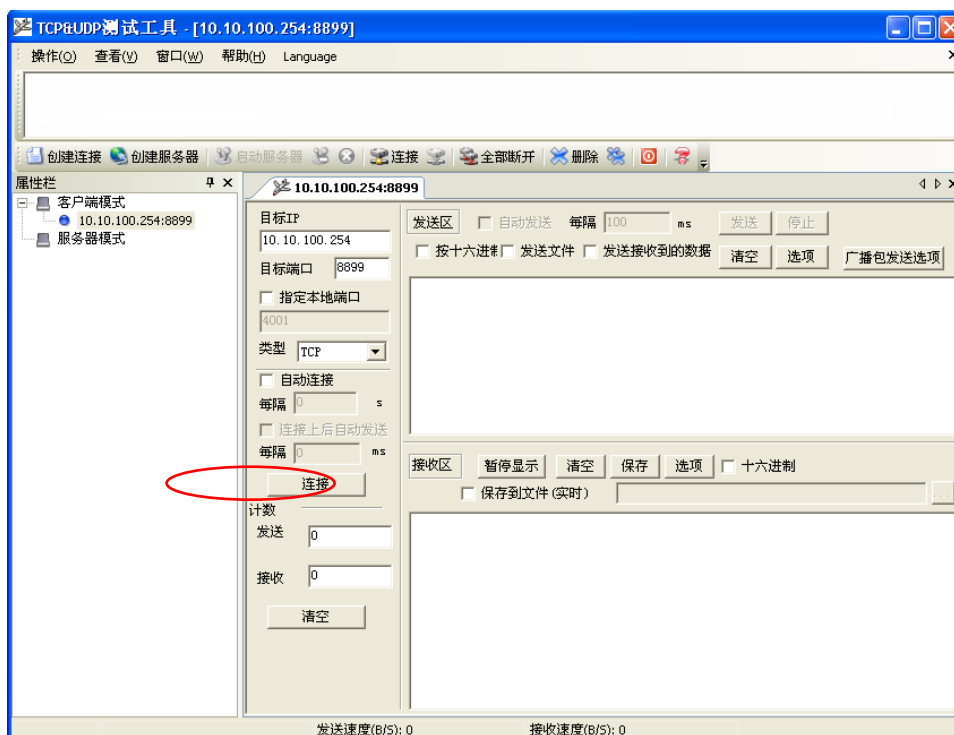 TCP&UDP测试工具 - [10.10.100.254:8899]
操作(O) 查看(V) 窗口(W) 帮助(H) Language
创建连接 创建服务器 启动服务器 连接 全部断开 删除
属性栏
客户端模式
10.10.100.254:8899
服务器模式
10.10.100.254:8899
目标IP
10.10.100.254
目标端口 8899
指定本地端口
4001
类型 TCP
自动连接
每隔 0 s
连接上后自动发送
每隔 0 ms
连接
计数
发送 0
接收 0
清空
发送区 自动发送 每隔 100 ms 发送 停止
按十六进制 发送文件 发送接收到的数据 清空 选项 广播包发送选项
接收区 暂停显示 清空 保存 选项 十六进制
保存到文件(实时) ...
发送速度(B/S): 0 接收速度(B/S): 0